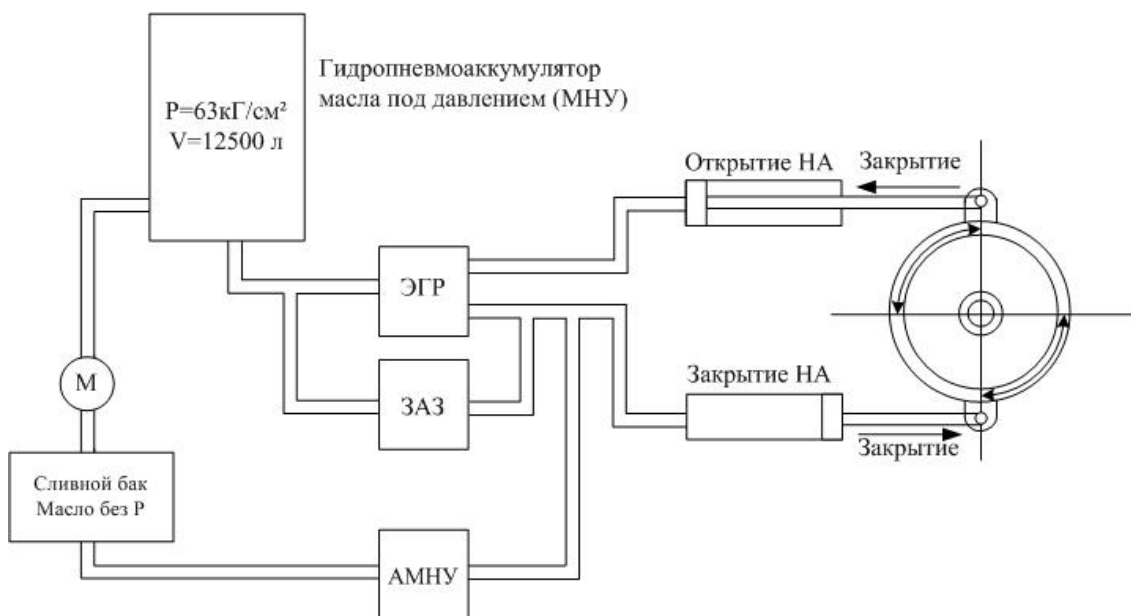 P=63кГ/см²
V=12500 л
Гидропневмоаккумулятор
масла под давлением (МНУ)
Открытие НА
Закрытие
ЭГР
М
ЗАЗ
Закрытие НА
Закрытие
Сливной бак
Масло без Р
АМНУ